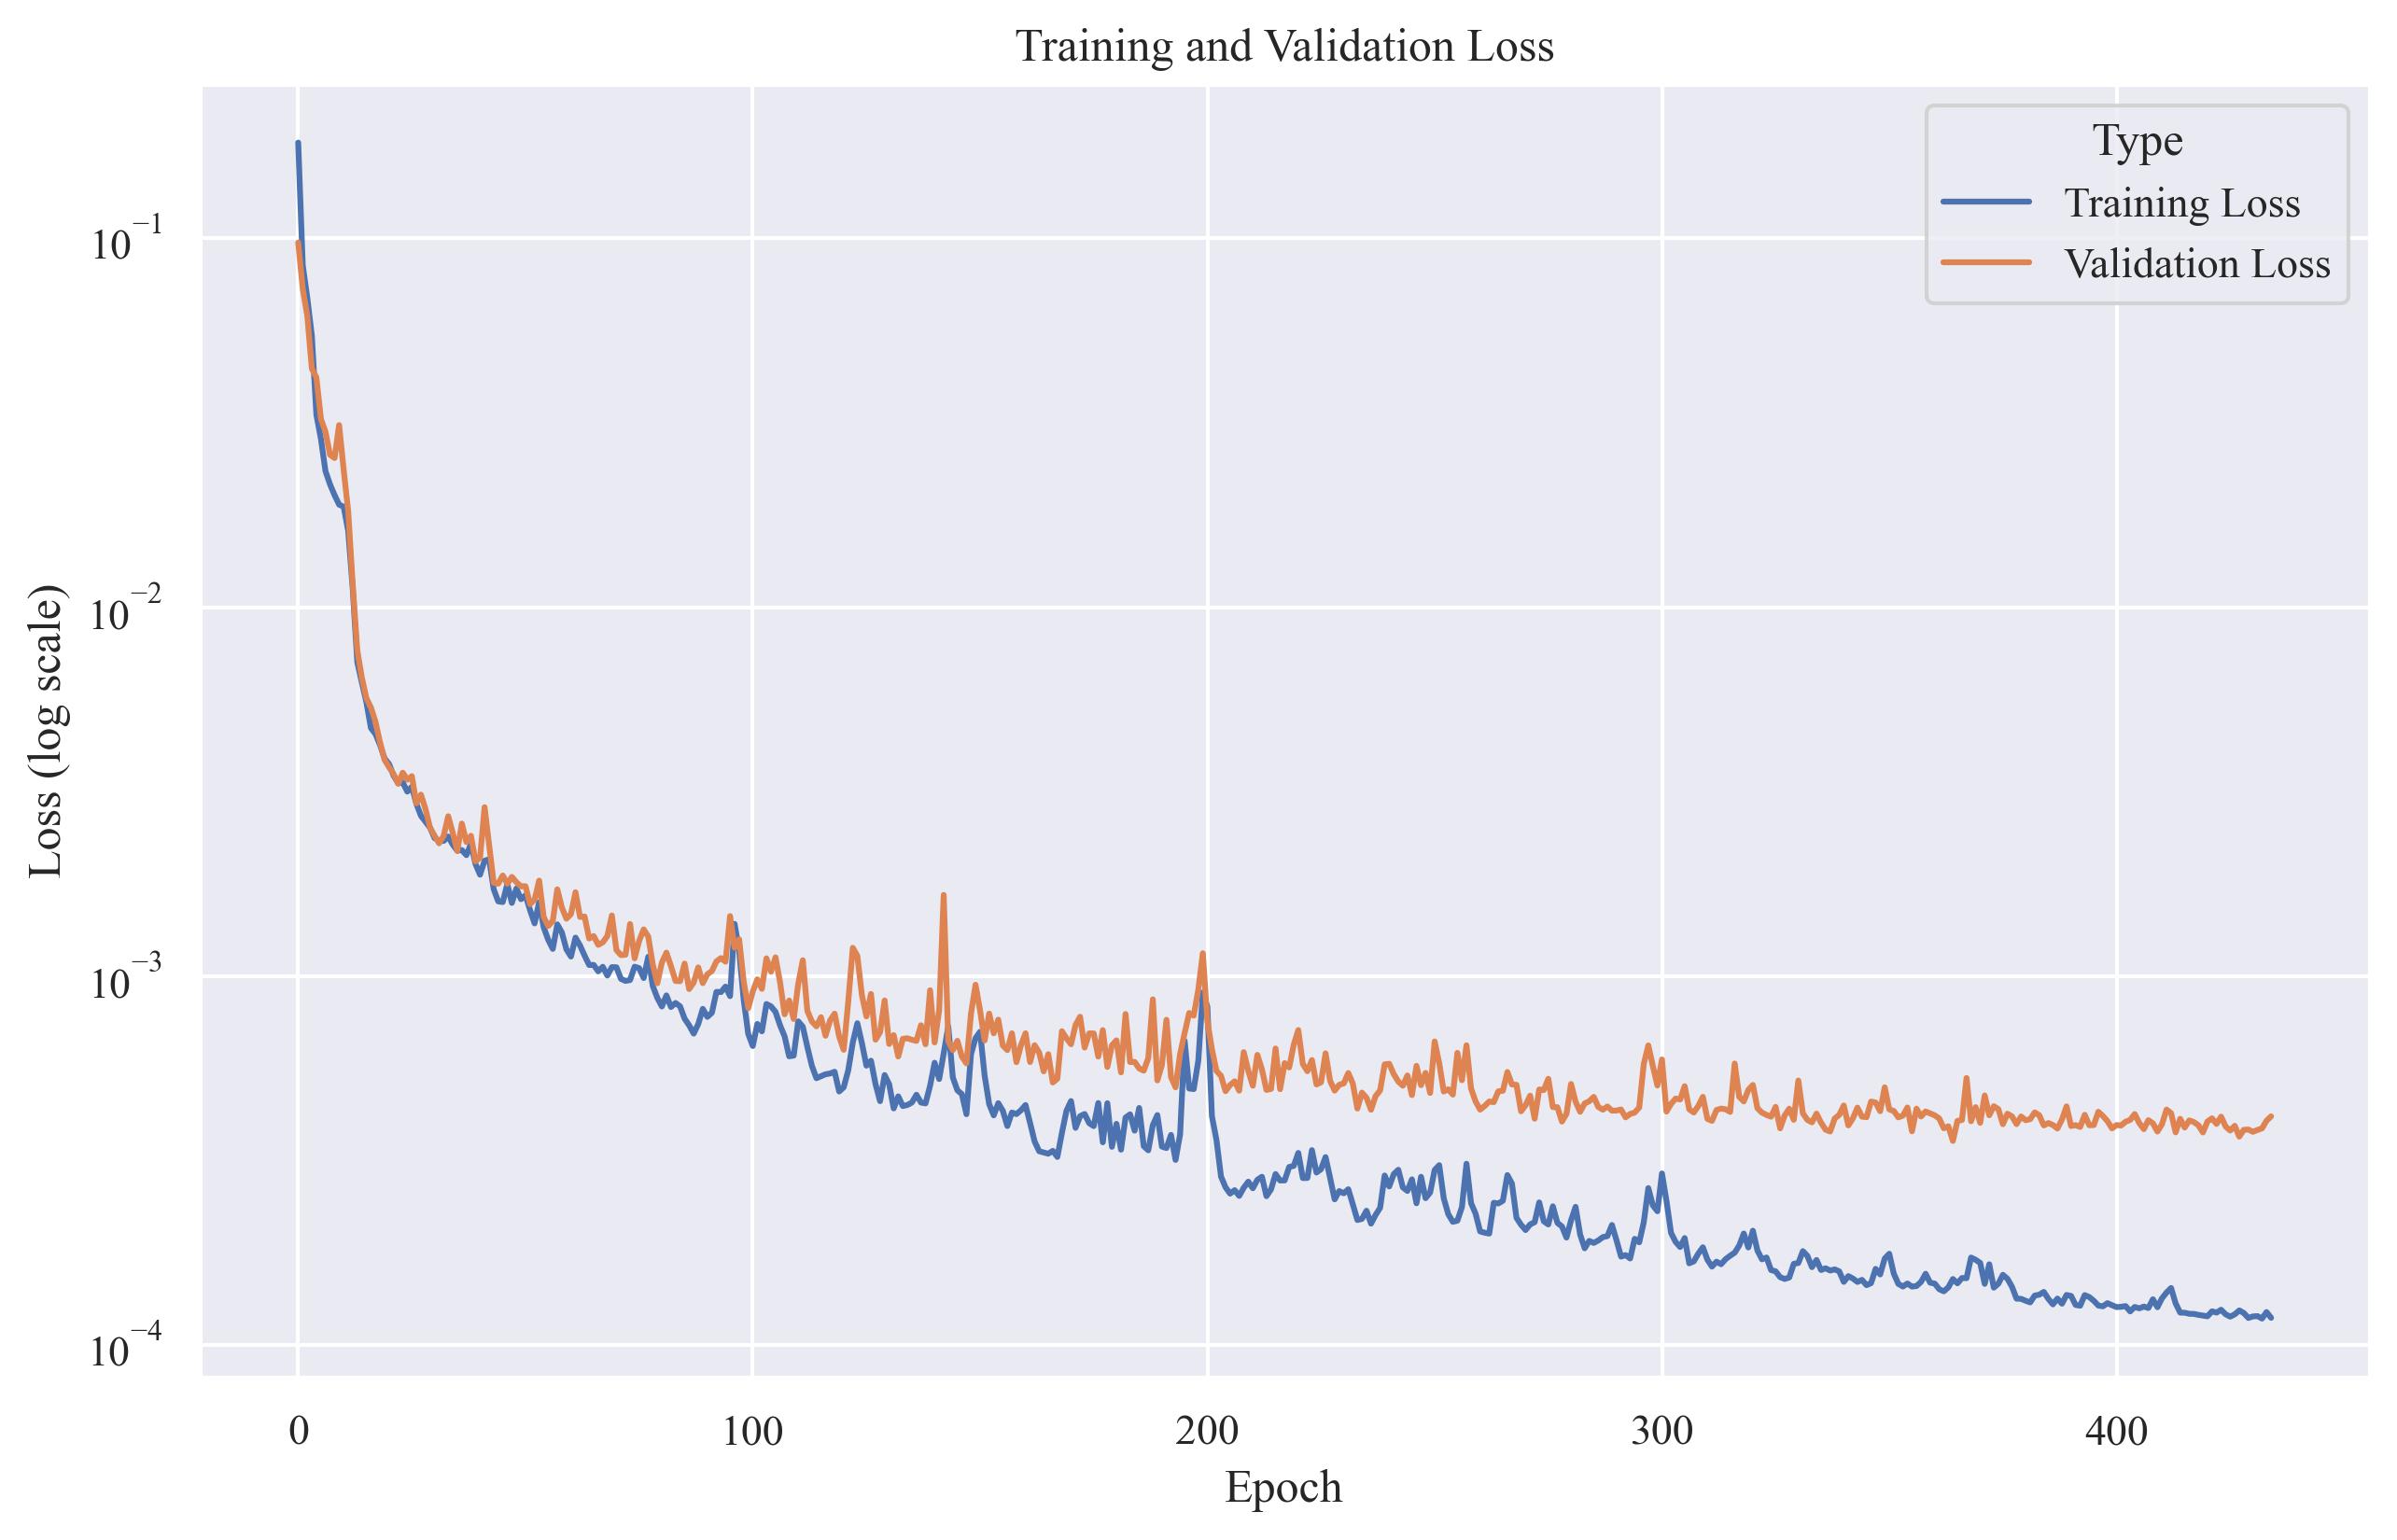 Training and Validation Loss
Type
Training Loss
Validation Loss
Loss (log scale)
10⁻¹
10⁻²
10⁻³
10⁻⁴
0 100 200 300 400
Epoch